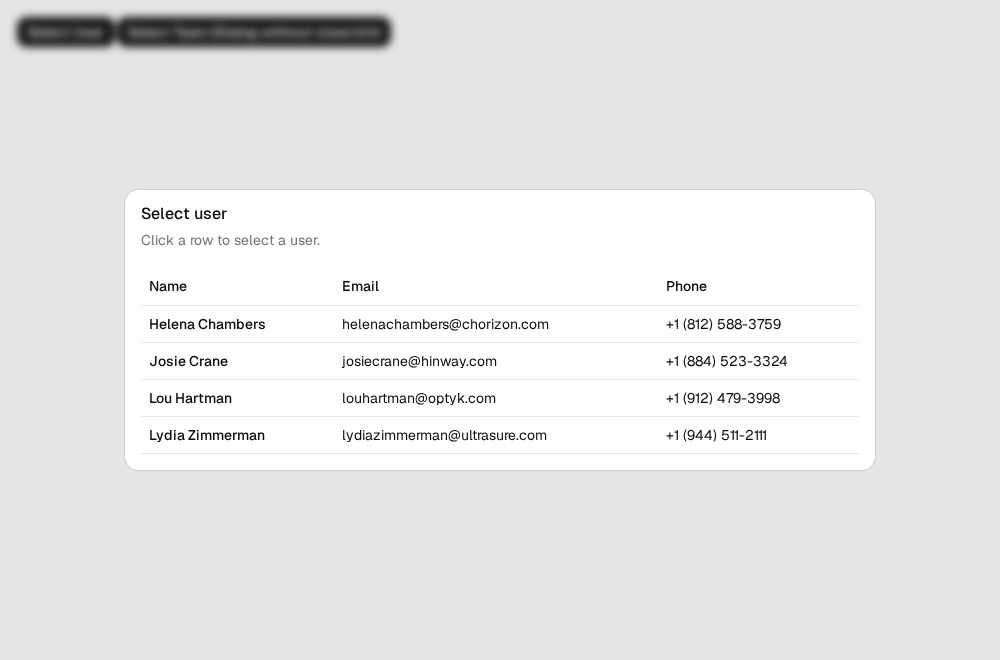 Select user
Click a row to select a user.
Name Email Phone
Helena Chambers helenachambers@chorizon.com +1 (812) 588-3759
Josie Crane josiecrane@hinway.com +1 (884) 523-3324
Lou Hartman louhartman@optyk.com +1 (912) 479-3998
Lydia Zimmerman lydiazimmerman@ultrasure.com +1 (944) 511-2111